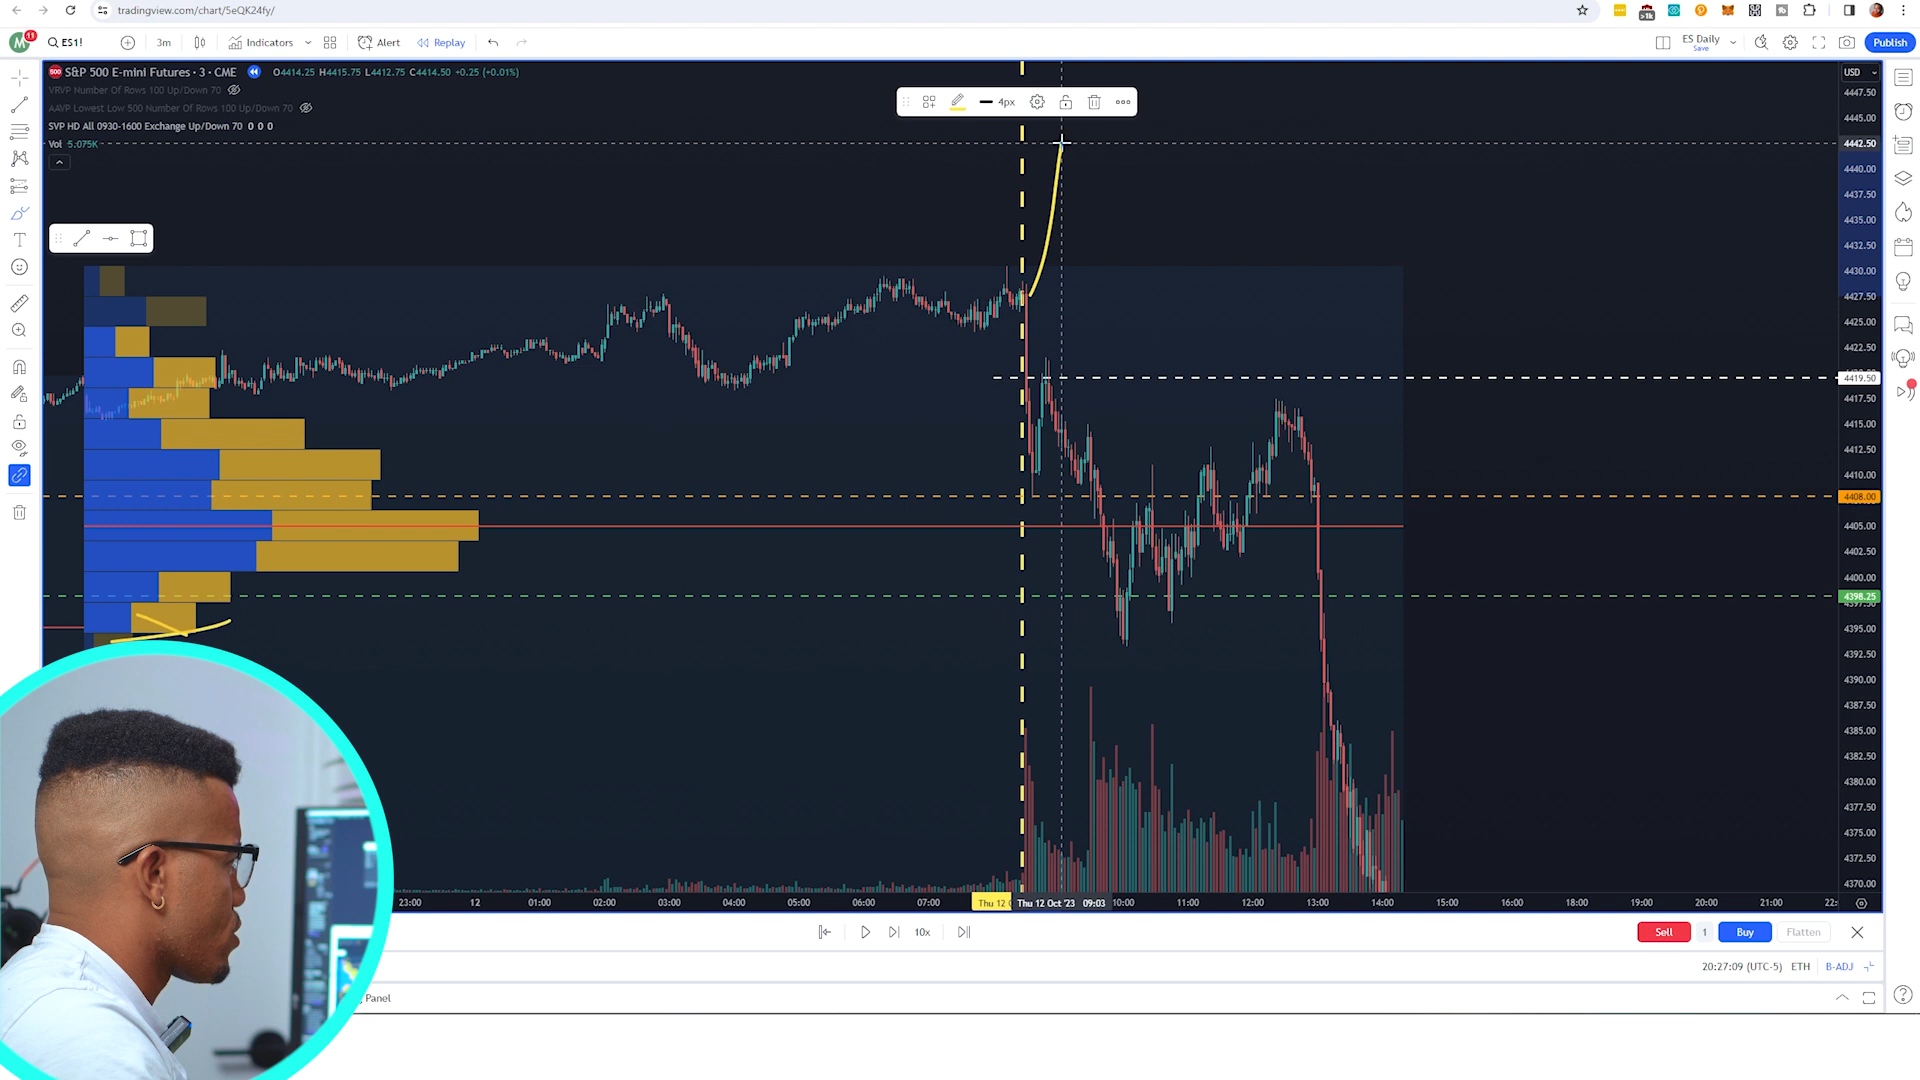 tradingview.com/chart/5eQK24fy/
>1k
M 11 ES1! 3m Indicators Alert Replay ES Daily Save Publish
500 S&P 500 E-mini Futures · 3 · CME O4414.25 H4415.75 L4412.75 C4414.50 +0.25 (+0.01%) USD
VRVP Number Of Rows 100 Up/Down 70
AAVP Lowest Low 500 Number Of Rows 100 Up/Down 70
SVP HD All 0930-1600 Exchange Up/Down 70 0 0 0
Vol 5.075K
4px
4447.50
4445.00
4442.50
4440.00
4437.50
4435.00
4432.50
4430.00
4427.50
4425.00
4422.50
4419.50
4417.50
4415.00
4412.50
4410.00
4408.00
4405.00
4402.50
4400.00
4398.25
4397.50
4395.00
4392.50
4390.00
4387.50
4385.00
4382.50
4380.00
4377.50
4375.00
4372.50
4370.00
23:00 12 01:00 02:00 03:00 04:00 05:00 06:00 07:00 Thu 12 Thu 12 Oct '23 09:03 10:00 11:00 12:00 13:00 14:00 15:00 16:00 17:00 18:00 19:00 20:00 21:00 22:
10x Sell 1 Buy Flatten
20:27:09 (UTC-5) ETH B-ADJ
Panel